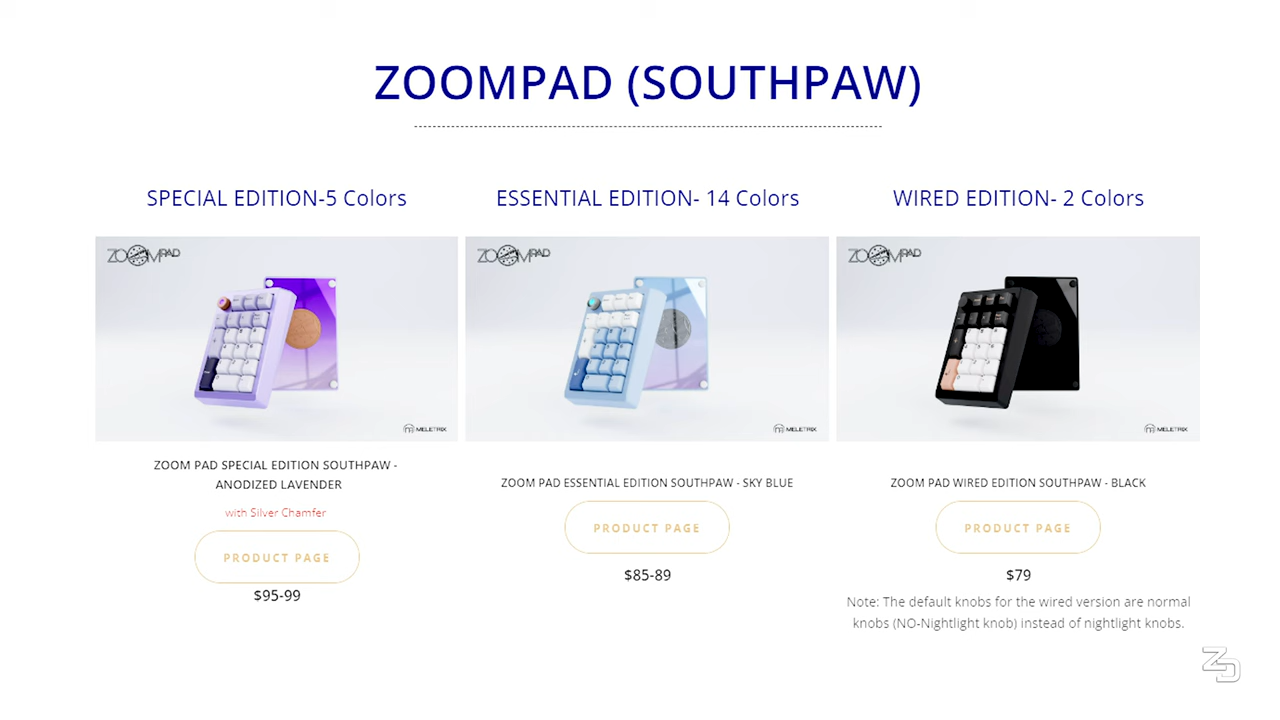 ZOOMPAD (SOUTHPAW)
SPECIAL EDITION-5 Colors
ESSENTIAL EDITION- 14 Colors
WIRED EDITION- 2 Colors
ZOOMPAD
ZOOMPAD
ZOOMPAD
MELETRIX
MELETRIX
MELETRIX
ZOOM PAD SPECIAL EDITION SOUTHPAW -
ANODIZED LAVENDER
with Silver Chamfer
PRODUCT PAGE
$95-99
ZOOM PAD ESSENTIAL EDITION SOUTHPAW - SKY BLUE
PRODUCT PAGE
$85-89
ZOOM PAD WIRED EDITION SOUTHPAW - BLACK
PRODUCT PAGE
$79
Note: The default knobs for the wired version are normal
knobs (NO-Nightlight knob) instead of nightlight knobs.
ZD